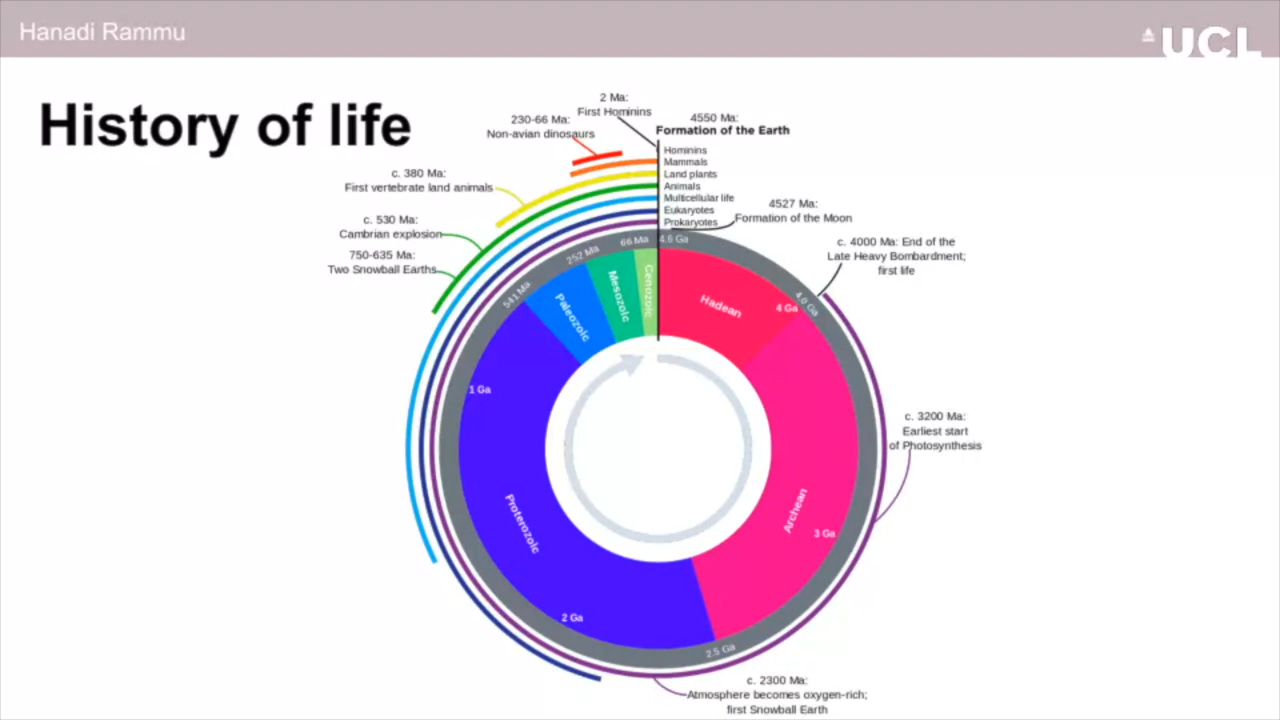 Hanadi Rammu
UCL
History of life
2 Ma:
First Hominins
230-66 Ma:
Non-avian dinosaurs
4550 Ma:
Formation of the Earth
Hominins
Mammals
Land plants
Animals
Multicellular life
Eukaryotes
Prokaryotes
c. 380 Ma:
First vertebrate land animals
4527 Ma:
Formation of the Moon
c. 530 Ma:
Cambrian explosion
750-635 Ma:
Two Snowball Earths
c. 4000 Ma: End of the
Late Heavy Bombardment;
first life
4.6 Ga
66 Ma
252 Ma
541 Ma
4.0 Ga
Cenozoic
Mesozoic
Paleozoic
Hadean
4 Ga
1 Ga
c. 3200 Ma:
Earliest start
of Photosynthesis
Proterozoic
Archean
3 Ga
2 Ga
2.5 Ga
c. 2300 Ma:
Atmosphere becomes oxygen-rich;
first Snowball Earth